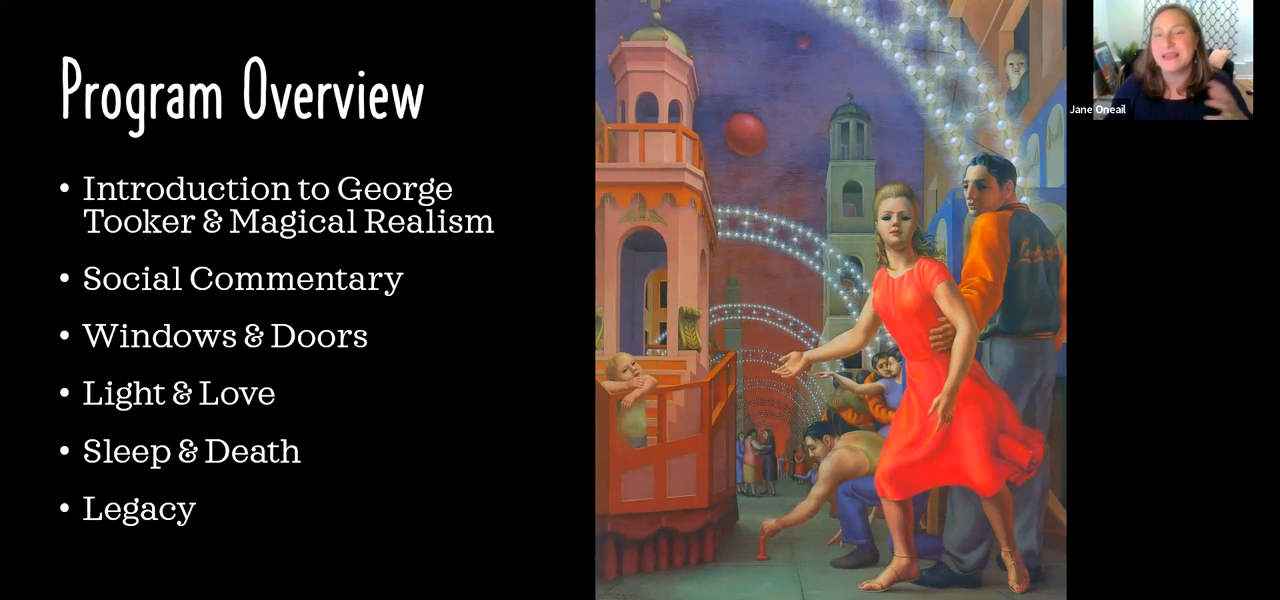 Program Overview
• Introduction to George
Tooker & Magical Realism
• Social Commentary
• Windows & Doors
• Light & Love
• Sleep & Death
• Legacy
Jane Oneail